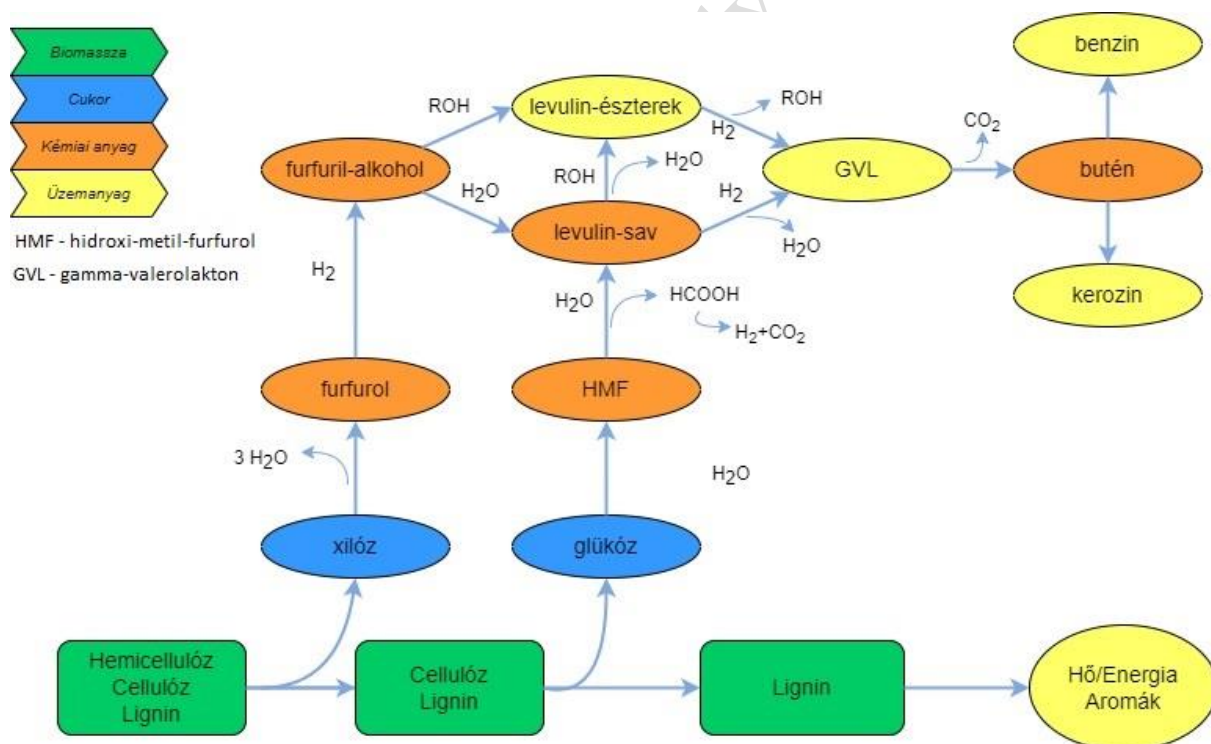 Biomassza
Cukor
Kémiai anyag
Üzemanyag
HMF - hidroxi-metil-furfurol
GVL - gamma-valerolakton
benzin
ROH
levulin-észterek
ROH
H2
CO2
furfuril-alkohol
H2O
ROH
H2O
H2
GVL
bután
levulin-sav
H2O
H2
H2O
HCOOH
H2+CO2
kerozin
furfurol
HMF
3 H2O
H2O
xilóz
glükóz
Hemicellulóz
Cellulóz
Lignin
Cellulóz
Lignin
Lignin
Hő/Energia
Aromák